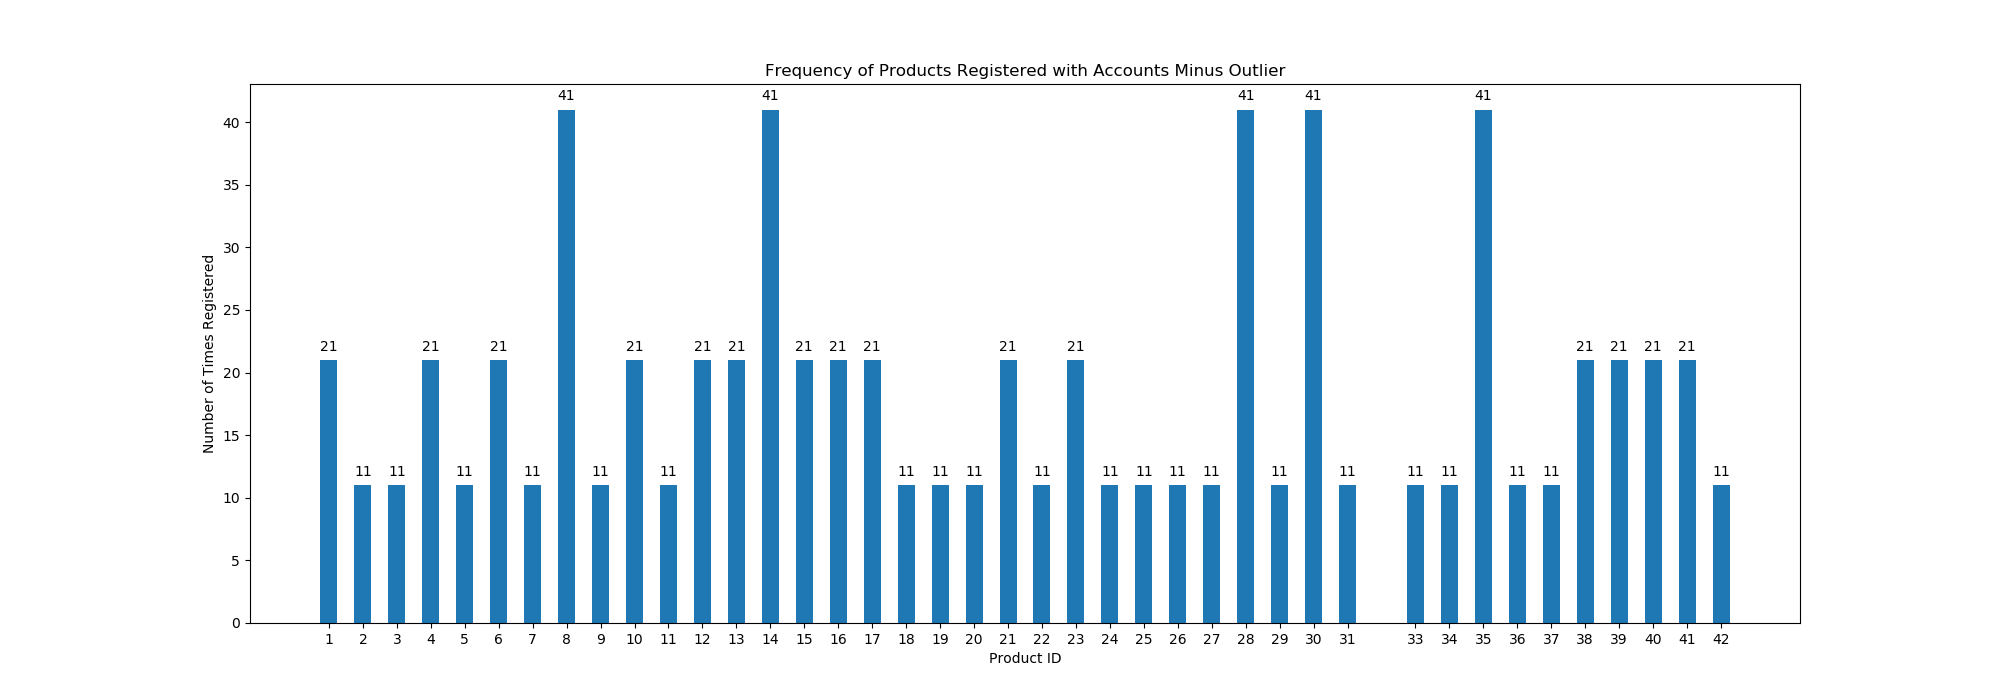 Frequency of Products Registered with Accounts Minus Outlier
41 41 41 41 41
40
35
30
25
21 21 21 21 21 21 21 21 21 21 21 21 21 21 21
20
15
11 11 11 11 11 11 11 11 11 11 11 11 11 11 11 11 11 11 11 11 11
10
5
0
1 2 3 4 5 6 7 8 9 10 11 12 13 14 15 16 17 18 19 20 21 22 23 24 25 26 27 28 29 30 31 33 34 35 36 37 38 39 40 41 42
Product ID
Number of Times Registered